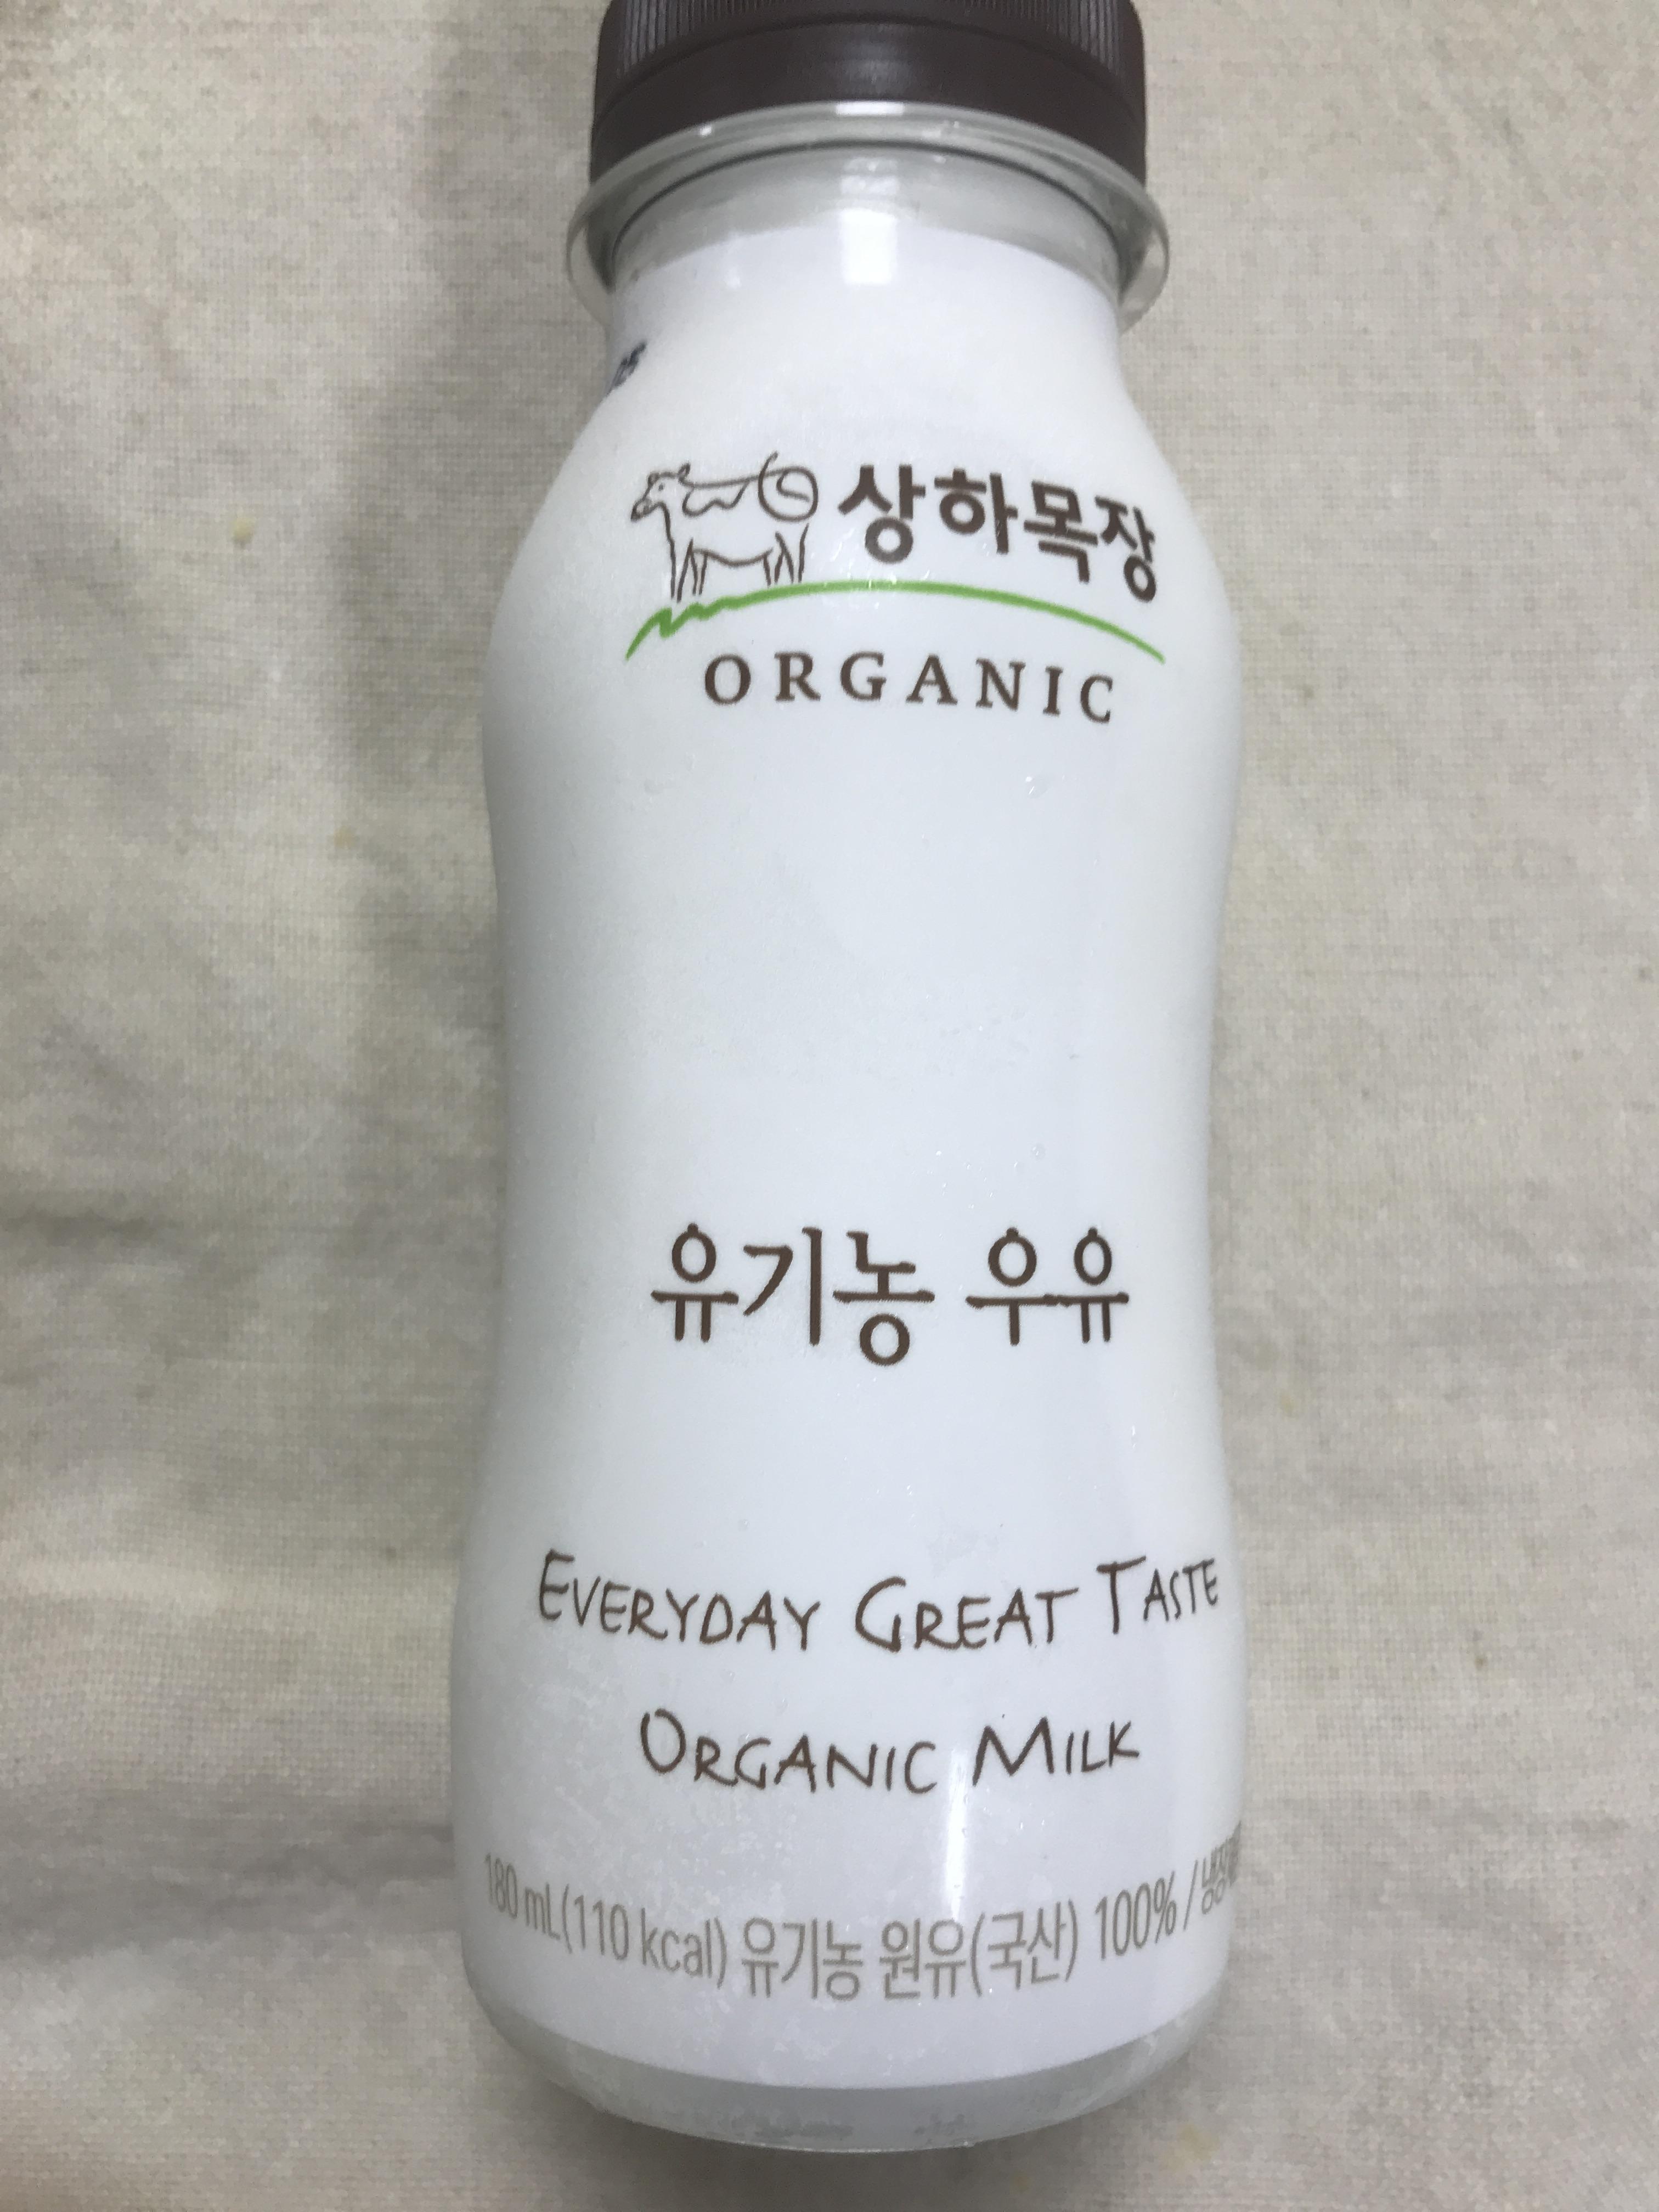 상하목장
ORGANIC
유기농 우유
EVERYDAY GREAT TASTE
ORGANIC MILK
180 mL(110 kcal) 유기농 원유(국산) 100% /